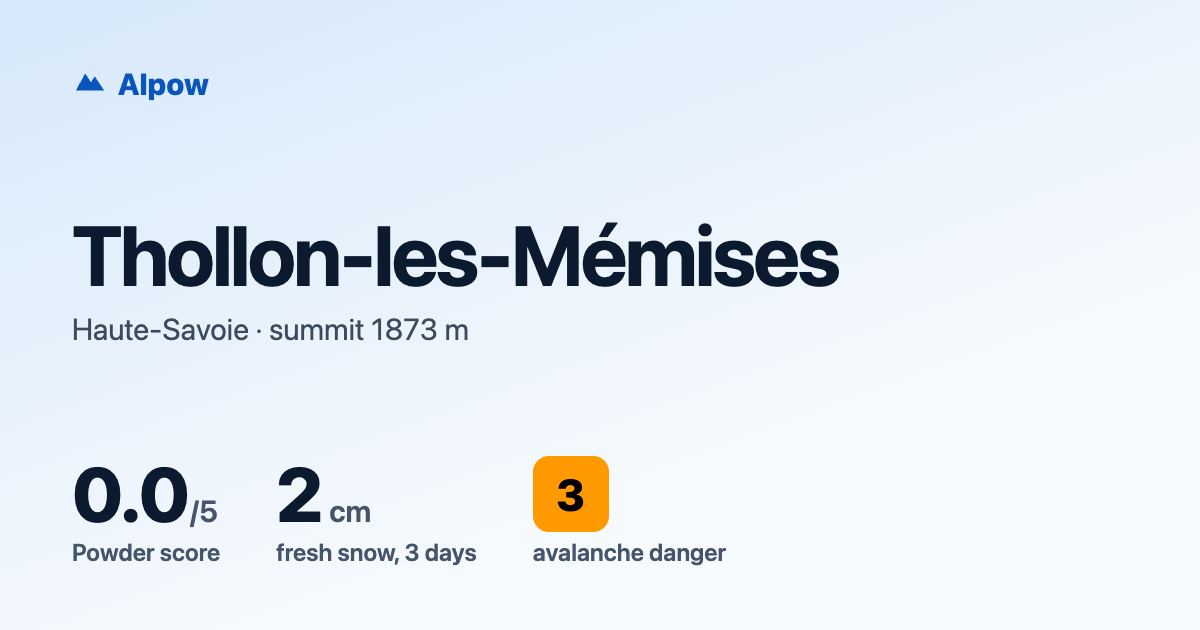 Alpow
Thollon-les-Mémises
Haute-Savoie · summit 1873 m
0.0/5
Powder score
2 cm
fresh snow, 3 days
3
avalanche danger